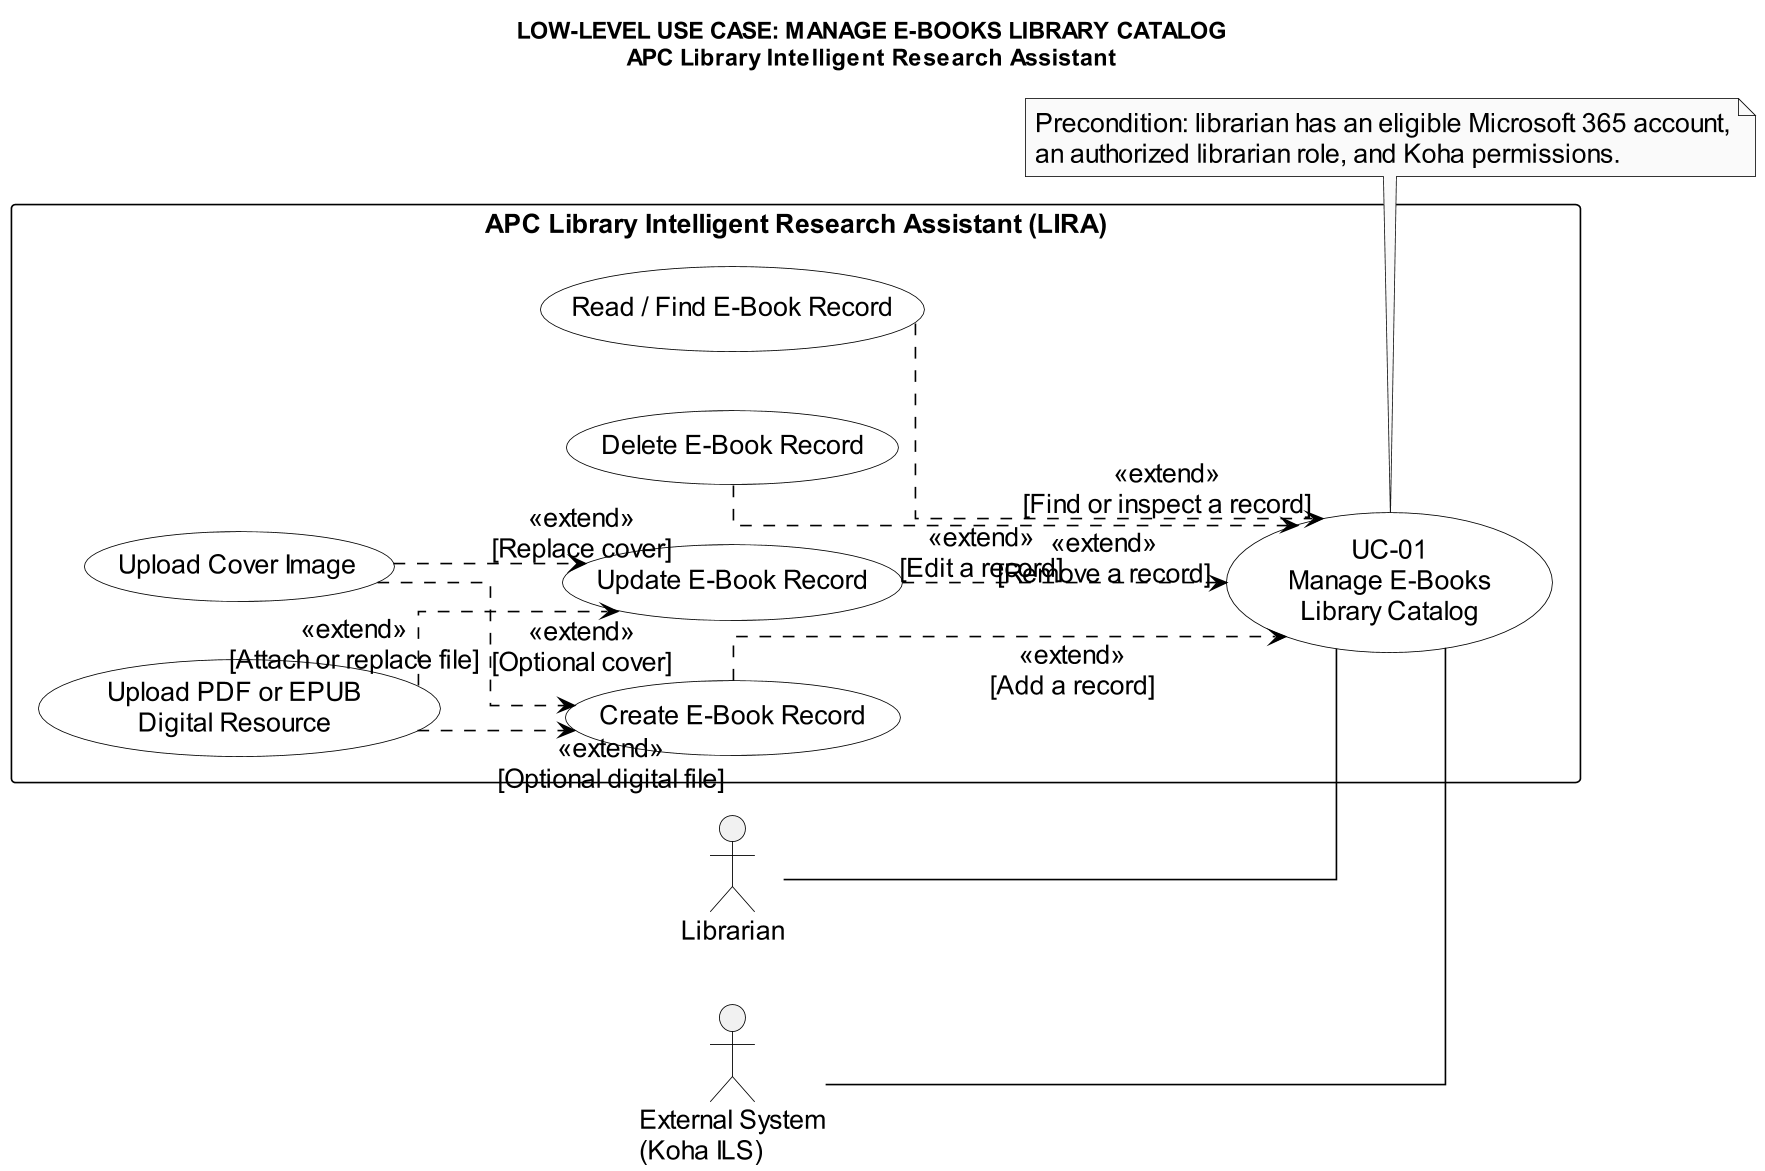 LOW-LEVEL USE CASE: MANAGE E-BOOKS LIBRARY CATALOG
APC Library Intelligent Research Assistant
Precondition: librarian has an eligible Microsoft 365 account,
an authorized librarian role, and Koha permissions.
APC Library Intelligent Research Assistant (LIRA)
Read / Find E-Book Record
Delete E-Book Record
«extend»
[Find or inspect a record]
«extend»
[Replace cover]
«extend»
[Edit a record]
«extend»
[Remove a record]
Upload Cover Image
Update E-Book Record
UC-01
Manage E-Books
Library Catalog
«extend»
[Attach or replace file]
«extend»
[Optional cover]
«extend»
[Add a record]
Upload PDF or EPUB
Digital Resource
Create E-Book Record
«extend»
[Optional digital file]
Librarian
External System
(Koha ILS)